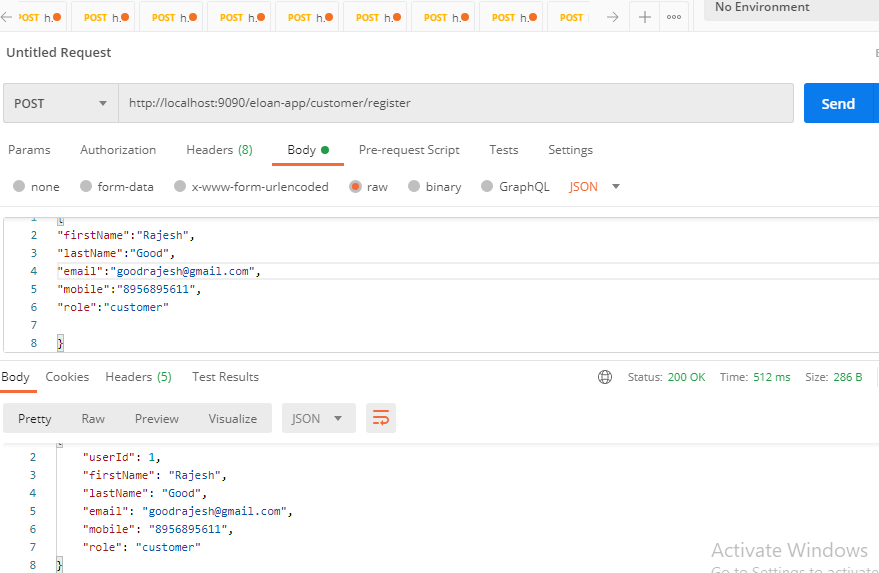 POST h. POST h. POST h. POST h. POST h. POST h. POST h. POST h. POST No Environment
Untitled Request
POST http://localhost:9090/eloan-app/customer/register Send
Params Authorization Headers (8) Body Pre-request Script Tests Settings
none form-data x-www-form-urlencoded raw binary GraphQL JSON
1 {
2 "firstName":"Rajesh",
3 "lastName":"Good",
4 "email":"goodrajesh@gmail.com",
5 "mobile":"8956895611",
6 "role":"customer"
7
8 }
Body Cookies Headers (5) Test Results Status: 200 OK Time: 512 ms Size: 286 B
Pretty Raw Preview Visualize JSON
{
2 "userId": 1,
3 "firstName": "Rajesh",
4 "lastName": "Good",
5 "email": "goodrajesh@gmail.com",
6 "mobile": "8956895611",
7 "role": "customer"
8 }
Activate Windows
Go to Settings to activate